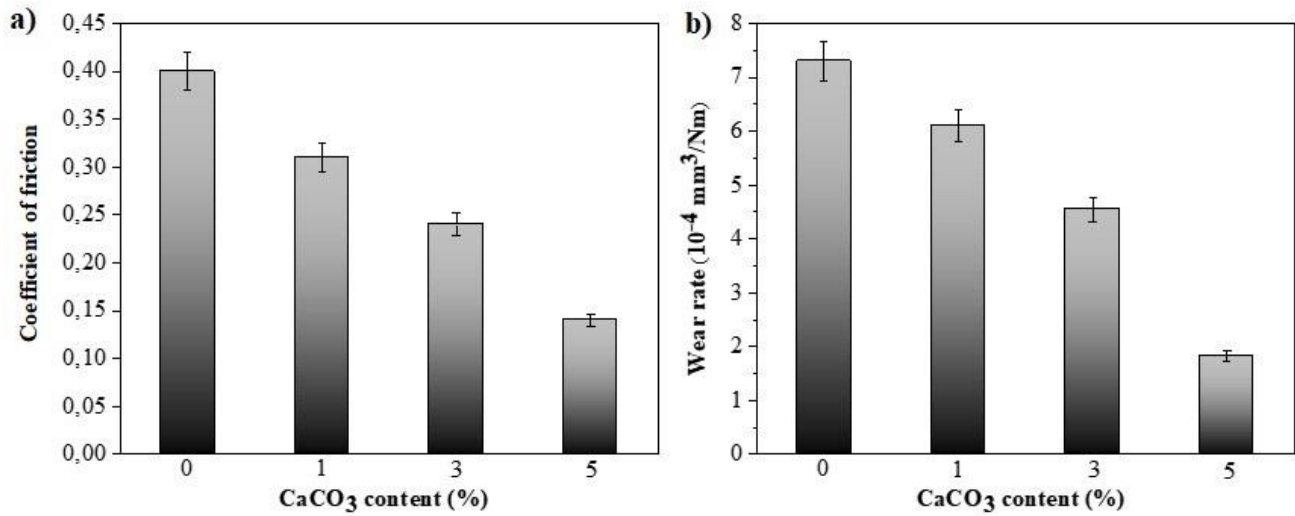 a)
0,45
0,40
0,35
0,30
0,25
0,20
0,15
0,10
0,05
0,00
Coefficient of friction
0 1 3 5
CaCO3 content (%)
b)
8
7
6
5
4
3
2
1
0
Wear rate (10-4 mm3/Nm)
0 1 3 5
CaCO3 content (%)